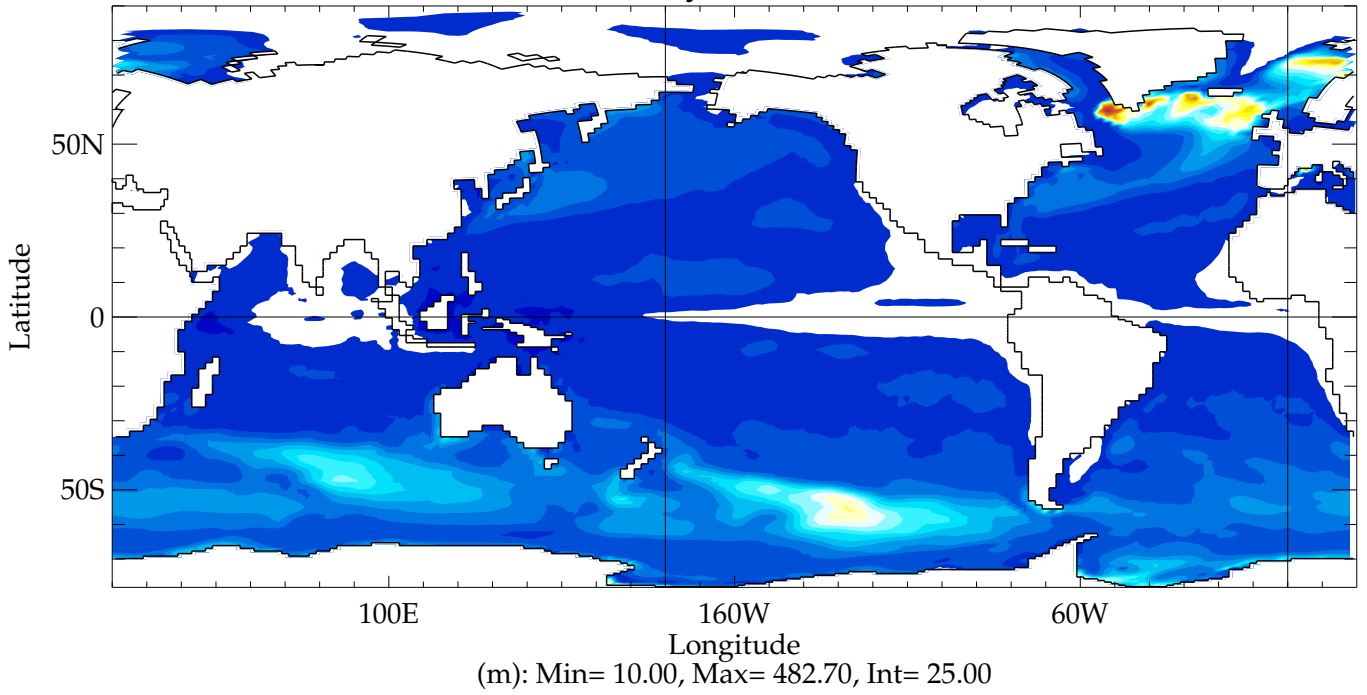 50N
0
50S
Latitude
100E 160W 60W
Longitude
(m): Min= 10.00, Max= 482.70, Int= 25.00